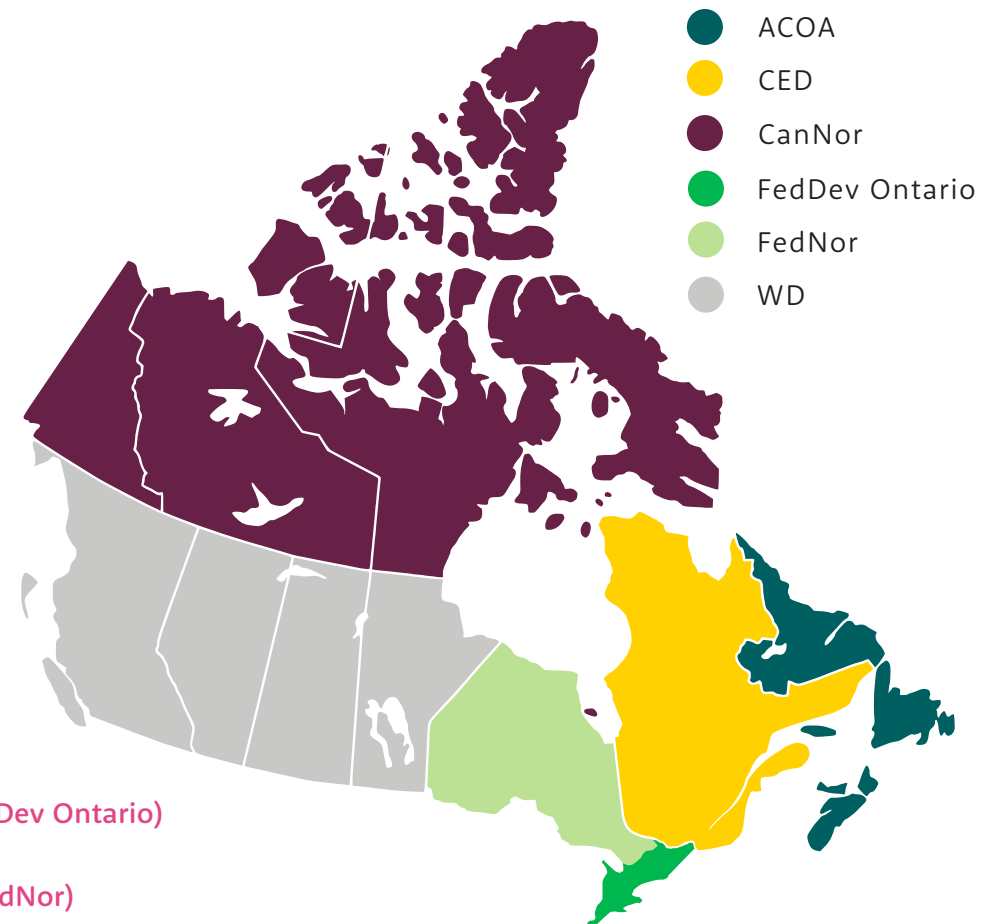 ACOA
CED
CanNor
FedDev Ontario
FedNor
WD
Dev Ontario)
dNor)